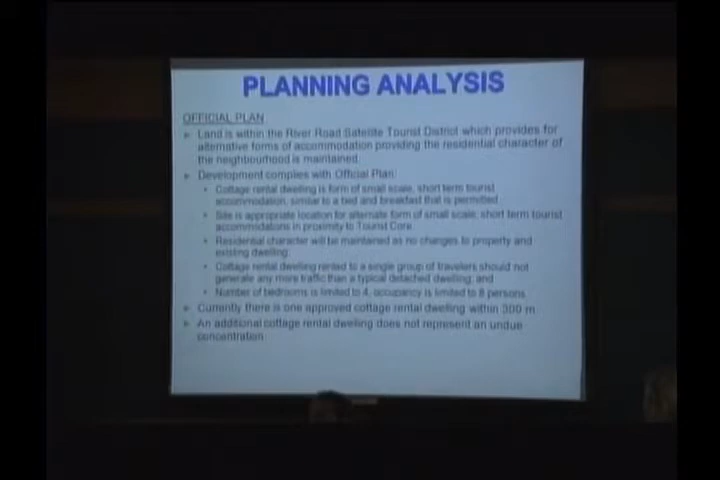 PLANNING ANALYSIS
OFFICIAL PLAN
Land is within the River Road Satellite Tourist District which provides for
alternative forms of accommodation providing the residential character of
the neighbourhood is maintained.
Development complies with Official Plan:
Cottage rental dwelling is form of small scale, short term tourist
accommodation, similar to a bed and breakfast that is permitted
Site is appropriate location for alternate form of small scale, short term tourist
accommodations in proximity to Tourist Core
Residential character will be maintained as no changes to property and
existing dwelling
Cottage rental dwelling rented to a single group of travelers should not
generate any more traffic than a typical detached dwelling; and
Number of bedrooms is limited to 4, occupancy is limited to 8 persons
Currently there is one approved cottage rental dwelling within 300 m
An additional cottage rental dwelling does not represent an undue
concentration